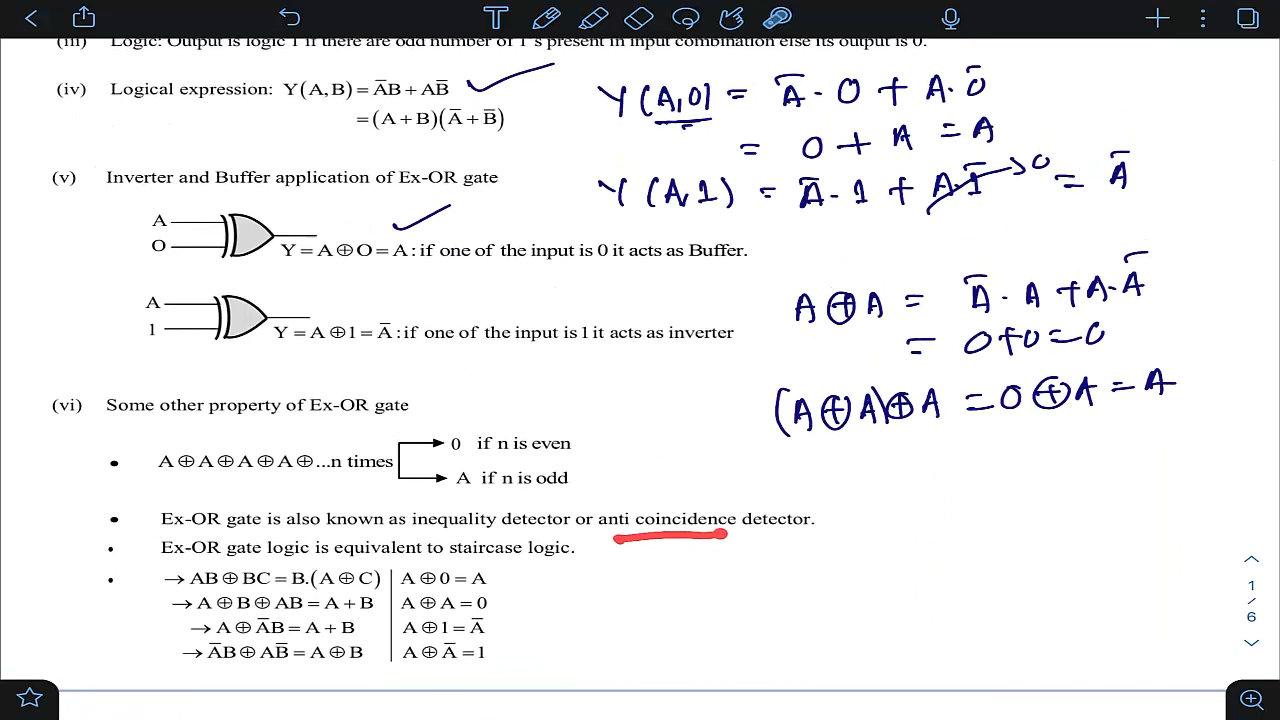 (iii) Logic: Output is logic 1 if there are odd number of 1's present in input combination else its output is 0.
(iv) Logical expression: Y(A,B) = A̅B + AB̅
= (A + B)(A̅ + B̅)
Y(A,0) = A̅ · 0 + A · 0̅
= 0 + A = A
Y(A,1) = A̅ · 1 + A · 1̅ → 0 = A̅
(v) Inverter and Buffer application of Ex-OR gate
A
O
Y = A ⊕ O = A : if one of the input is 0 it acts as Buffer.
A
1
Y = A ⊕ 1 = A̅ : if one of the input is 1 it acts as inverter
A ⊕ A = A̅ · A + A · A̅
= 0 + 0 = 0
(A ⊕ A) ⊕ A = 0 ⊕ A = A
(vi) Some other property of Ex-OR gate
• A ⊕ A ⊕ A ⊕ A ⊕ ...n times
0 if n is even
A if n is odd
• Ex-OR gate is also known as inequality detector or anti coincidence detector.
• Ex-OR gate logic is equivalent to staircase logic.
• → AB ⊕ BC = B.(A ⊕ C) | A ⊕ 0 = A
→ A ⊕ B ⊕ AB = A + B | A ⊕ A = 0
→ A ⊕ A̅B = A + B | A ⊕ 1 = A̅
→ A̅B ⊕ AB̅ = A ⊕ B | A ⊕ A̅ = 1
1
/
6